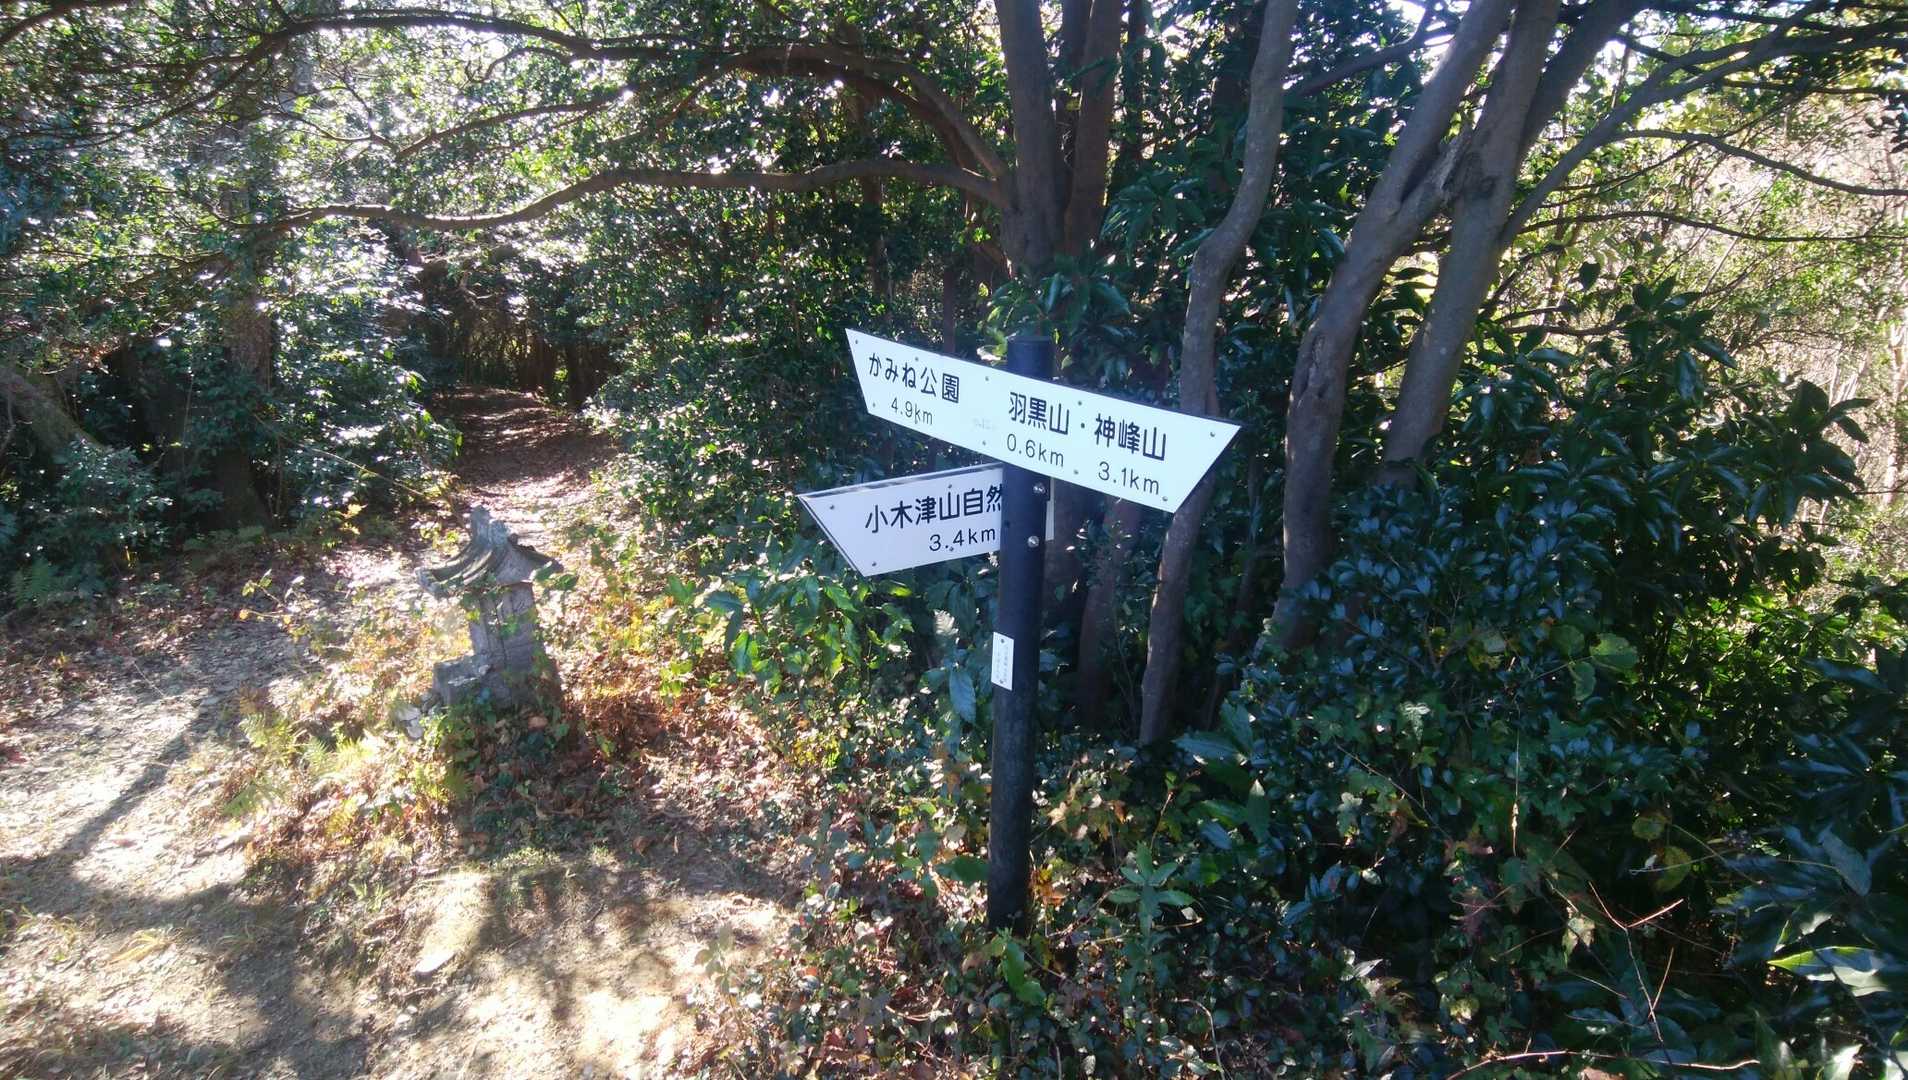 かみね公園
4.9km
羽黒山・神峰山
0.6km 3.1km
小木津山自然
3.4km